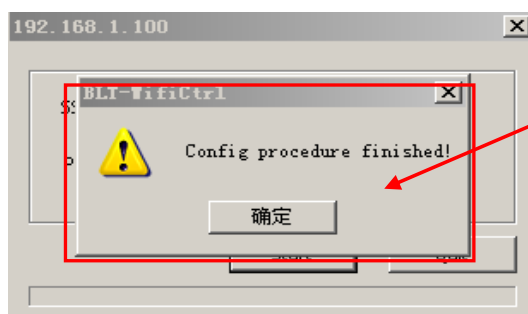 192.168.1.100
BLT-WifiCtrl
Config procedure finished!
确定